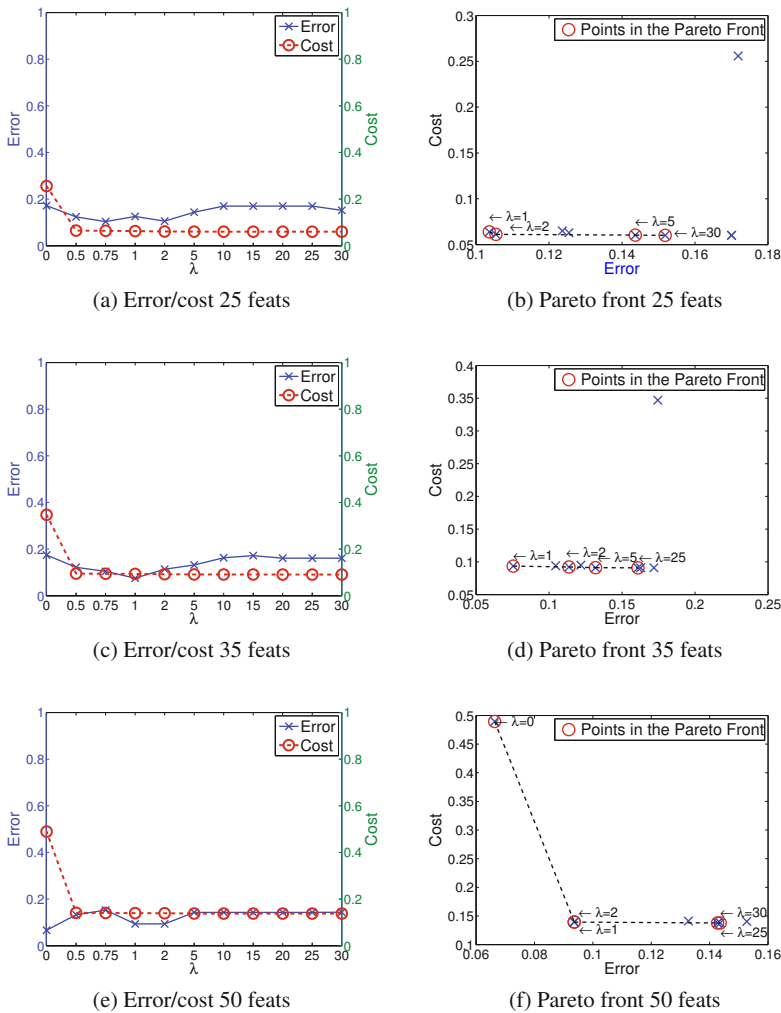 1
0.8
0.6
0.4
0.2
0
Error
0 0.5 0.75 1 2 5 10 15 20 25 30
λ
1
0.8
0.6
0.4
0.2
0
Cost
Error
Cost
(a) Error/cost 25 feats
0.3
0.25
0.2
0.15
0.1
0.05
Cost
0.1 0.12 0.14 0.16 0.18
Error
Points in the Pareto Front
← λ=1
← λ=2
← λ=5
← λ=30
(b) Pareto front 25 feats
1
0.8
0.6
0.4
0.2
0
Error
0 0.5 0.75 1 2 5 10 15 20 25 30
λ
1
0.8
0.6
0.4
0.2
0
Cost
Error
Cost
(c) Error/cost 35 feats
0.4
0.35
0.3
0.25
0.2
0.15
0.1
0.05
Cost
0.05 0.1 0.15 0.2 0.25
Error
Points in the Pareto Front
← λ=1
← λ=2
← λ=5
← λ=25
(d) Pareto front 35 feats
1
0.8
0.6
0.4
0.2
0
Error
0 0.5 0.75 1 2 5 10 15 20 25 30
λ
1
0.8
0.6
0.4
0.2
0
Cost
Error
Cost
(e) Error/cost 50 feats
0.5
0.45
0.4
0.35
0.3
0.25
0.2
0.15
0.1
Cost
0.06 0.08 0.1 0.12 0.14 0.16
Error
Points in the Pareto Front
← λ=0
← λ=2
← λ=1
← λ=30
← λ=25
(f) Pareto front 50 feats